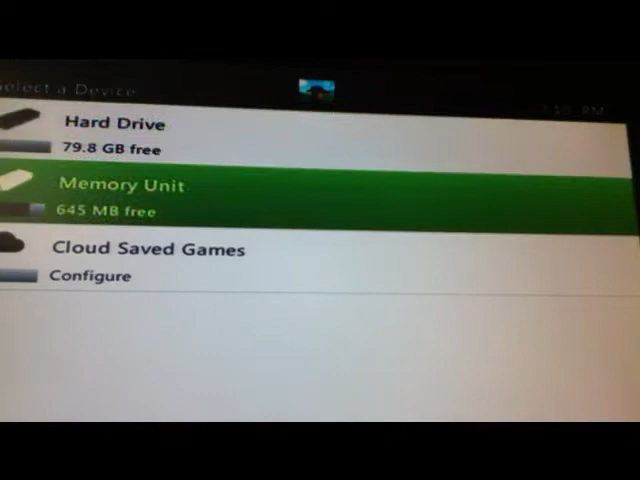 Select a Device
Hard Drive
79.8 GB free
Memory Unit
645 MB free
Cloud Saved Games
Configure